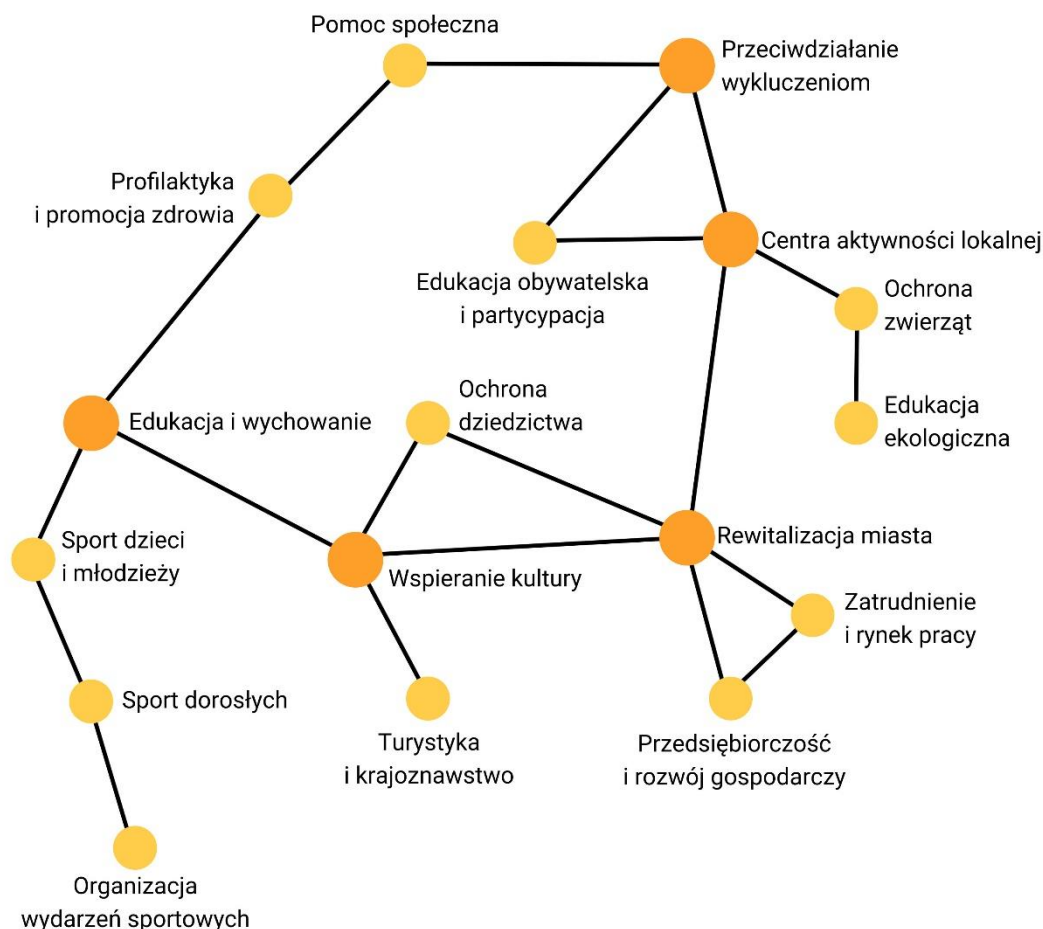 Pomoc społeczna
Przeciwdziałanie
wykluczeniom
Profilaktyka
i promocja zdrowia
Centra aktywności lokalnej
Edukacja obywatelska
i partycypacja
Ochrona
zwierząt
Ochrona
dziedzictwa
Edukacja i wychowanie
Edukacja
ekologiczna
Sport dzieci
i młodzieży
Wspieranie kultury
Rewitalizacja miasta
Zatrudnienie
i rynek pracy
Sport dorosłych
Turystyka
i krajoznawstwo
Przedsiębiorczość
i rozwój gospodarczy
Organizacja
wydarzeń sportowych